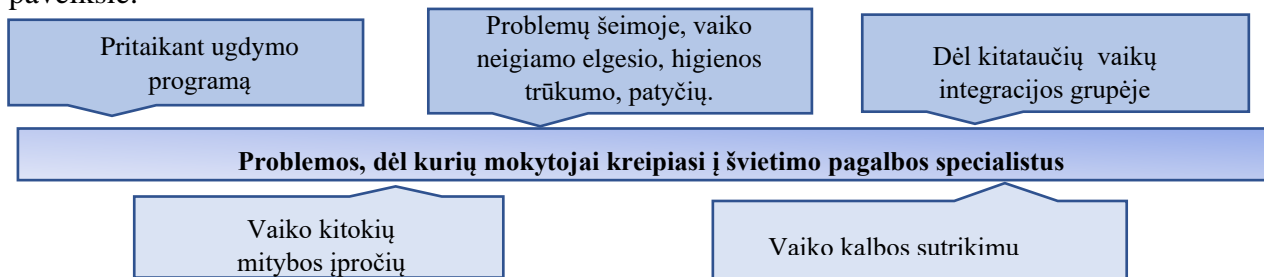 paveiksle.
Pritaikant ugdymo
programą
Problemų šeimoje, vaiko
neigiamo elgesio, higienos
trūkumo, patyčių.
Dėl kitataučių vaikų
integracijos grupėje
Problemos, dėl kurių mokytojai kreipiasi į švietimo pagalbos specialistus
Vaiko kitokių
mitybos įpročių
Vaiko kalbos sutrikimu